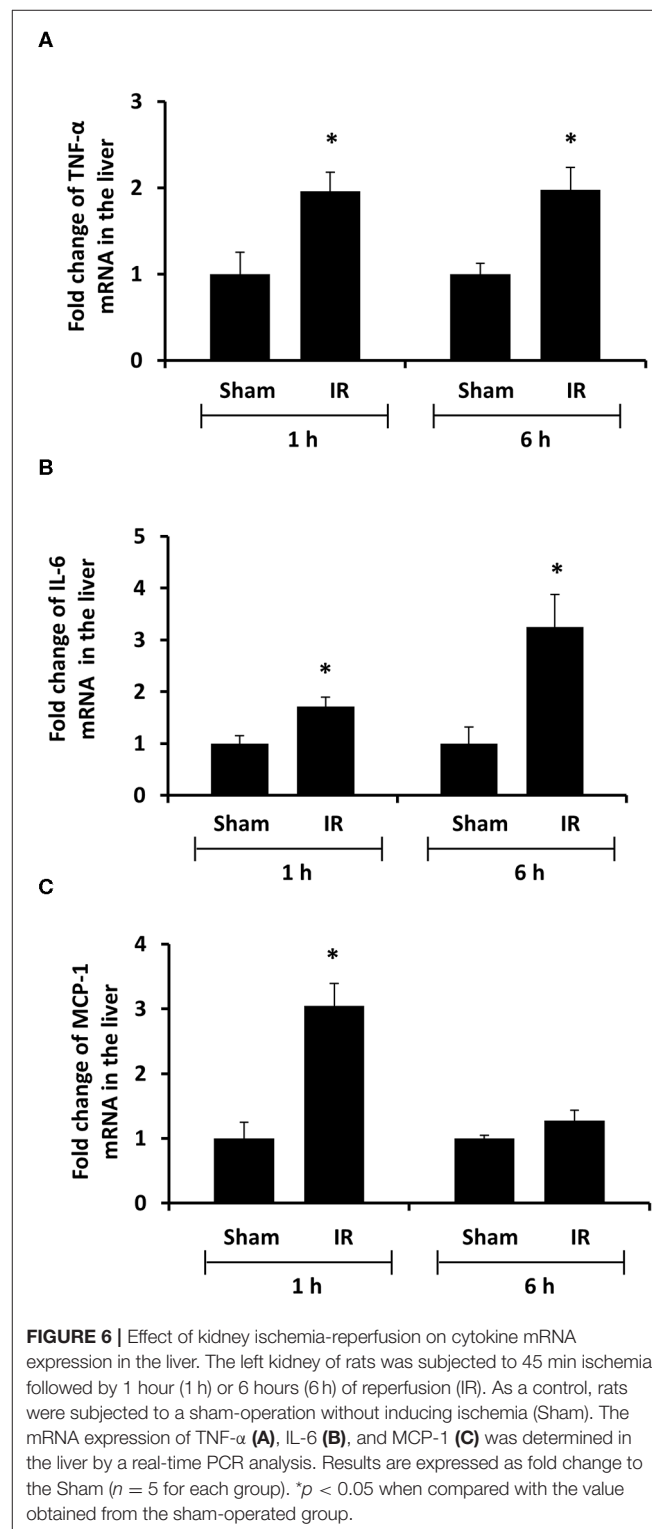 A
Fold change of TNF-α
mRNA in the liver
3
2
1
0
*
*
Sham
IR
Sham
IR
1 h
6 h
B
Fold change of IL-6
mRNA in the liver
5
4
3
2
1
0
*
*
Sham
IR
Sham
IR
1 h
6 h
C
Fold change of MCP-1
mRNA in the liver
4
3
2
1
0
*
Sham
IR
Sham
IR
1 h
6 h
FIGURE 6 | Effect of kidney ischemia-reperfusion on cytokine mRNA
expression in the liver. The left kidney of rats was subjected to 45 min ischemia
followed by 1 hour (1 h) or 6 hours (6 h) of reperfusion (IR). As a control, rats
were subjected to a sham-operation without inducing ischemia (Sham). The
mRNA expression of TNF-α (A), IL-6 (B), and MCP-1 (C) was determined in
the liver by a real-time PCR analysis. Results are expressed as fold change to
the Sham (n = 5 for each group). *p < 0.05 when compared with the value
obtained from the sham-operated group.